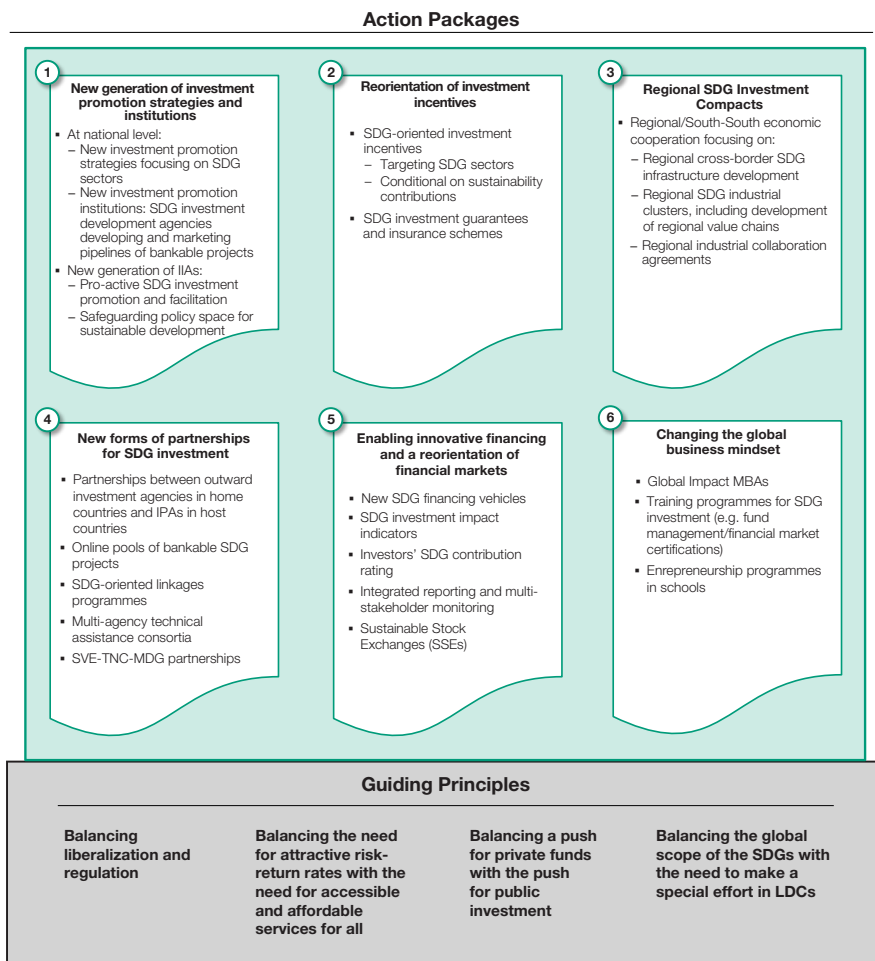 Action Packages
1
New generation of investment
promotion strategies and
institutions
▪ At national level:
– New investment promotion
strategies focusing on SDG
sectors
– New investment promotion
institutions: SDG investment
development agencies
developing and marketing
pipelines of bankable projects
▪ New generation of IIAs:
– Pro-active SDG investment
promotion and facilitation
– Safeguarding policy space for
sustainable development
2
Reorientation of investment
incentives
▪ SDG-oriented investment
incentives
– Targeting SDG sectors
– Conditional on sustainability
contributions
▪ SDG investment guarantees
and insurance schemes
3
Regional SDG Investment
Compacts
▪ Regional/South-South economic
cooperation focusing on:
– Regional cross-border SDG
infrastructure development
– Regional SDG industrial
clusters, including development
of regional value chains
– Regional industrial collaboration
agreements
4
New forms of partnerships
for SDG investment
▪ Partnerships between outward
investment agencies in home
countries and IPAs in host
countries
▪ Online pools of bankable SDG
projects
▪ SDG-oriented linkages
programmes
▪ Multi-agency technical
assistance consortia
▪ SVE-TNC-MDG partnerships
5
Enabling innovative financing
and a reorientation of
financial markets
▪ New SDG financing vehicles
▪ SDG investment impact
indicators
▪ Investors' SDG contribution
rating
▪ Integrated reporting and multi-
stakeholder monitoring
▪ Sustainable Stock
Exchanges (SSEs)
6
Changing the global
business mindset
▪ Global Impact MBAs
▪ Training programmes for SDG
investment (e.g. fund
management/financial market
certifications)
▪ Enrepreneurship programmes
in schools
Guiding Principles
Balancing
liberalization and
regulation
Balancing the need
for attractive risk-
return rates with the
need for accessible
and affordable
services for all
Balancing a push
for private funds
with the push
for public
investment
Balancing the global
scope of the SDGs with
the need to make a
special effort in LDCs